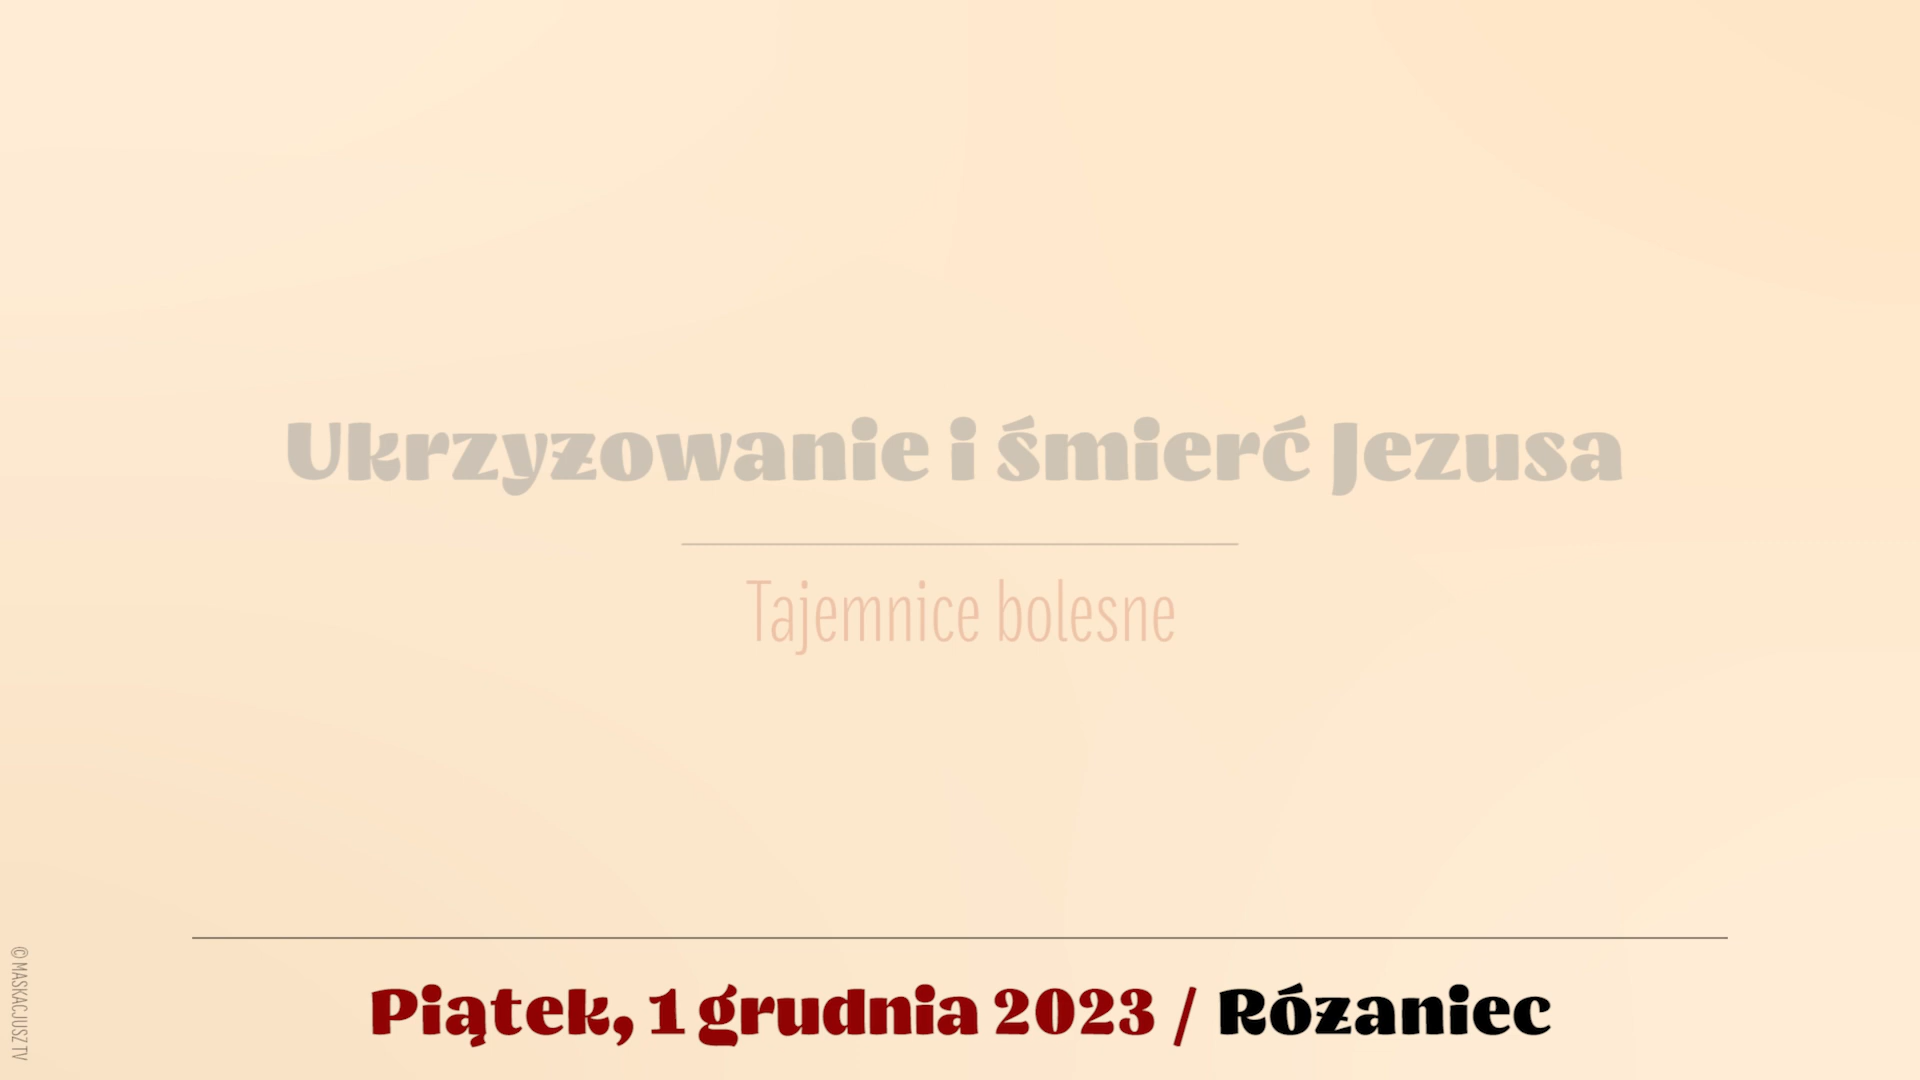 Ukrzyżowanie i śmierć Jezusa
Tajemnice bolesne
Piątek, 1 grudnia 2023 / Różaniec
© MASKACJUSZ TV